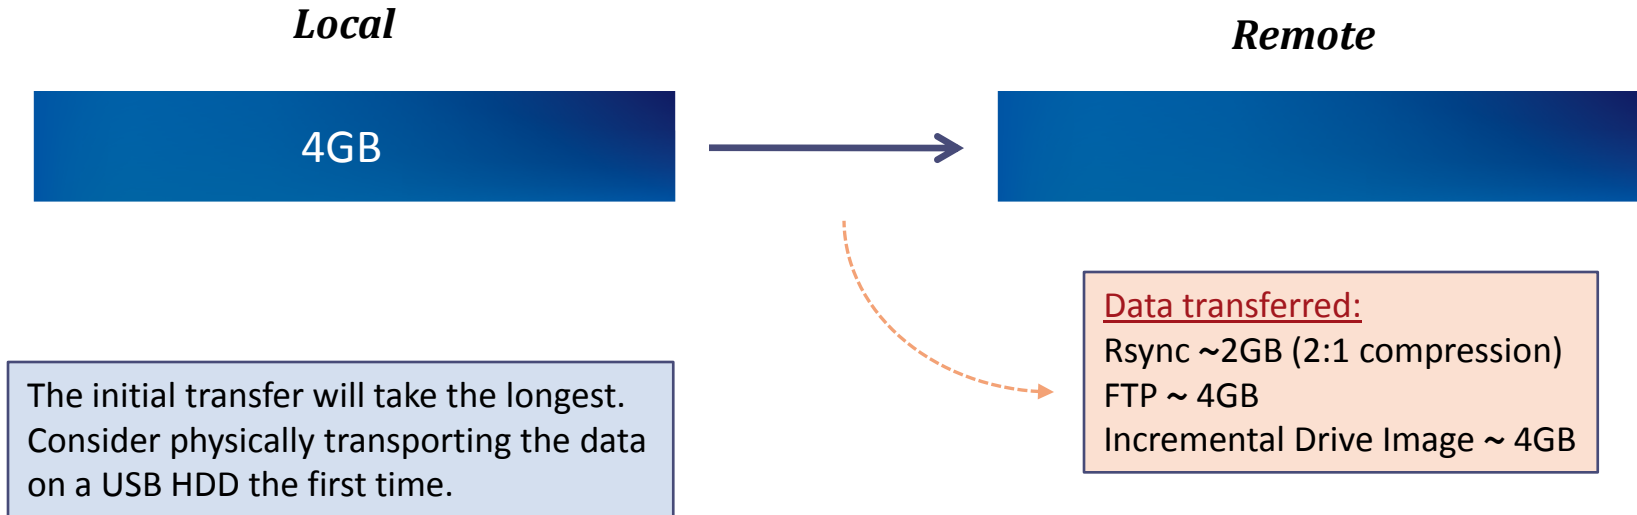 Local
Remote
4GB
Data transferred:
Rsync ~2GB (2:1 compression)
FTP ~ 4GB
Incremental Drive Image ~ 4GB
The initial transfer will take the longest.
Consider physically transporting the data
on a USB HDD the first time.